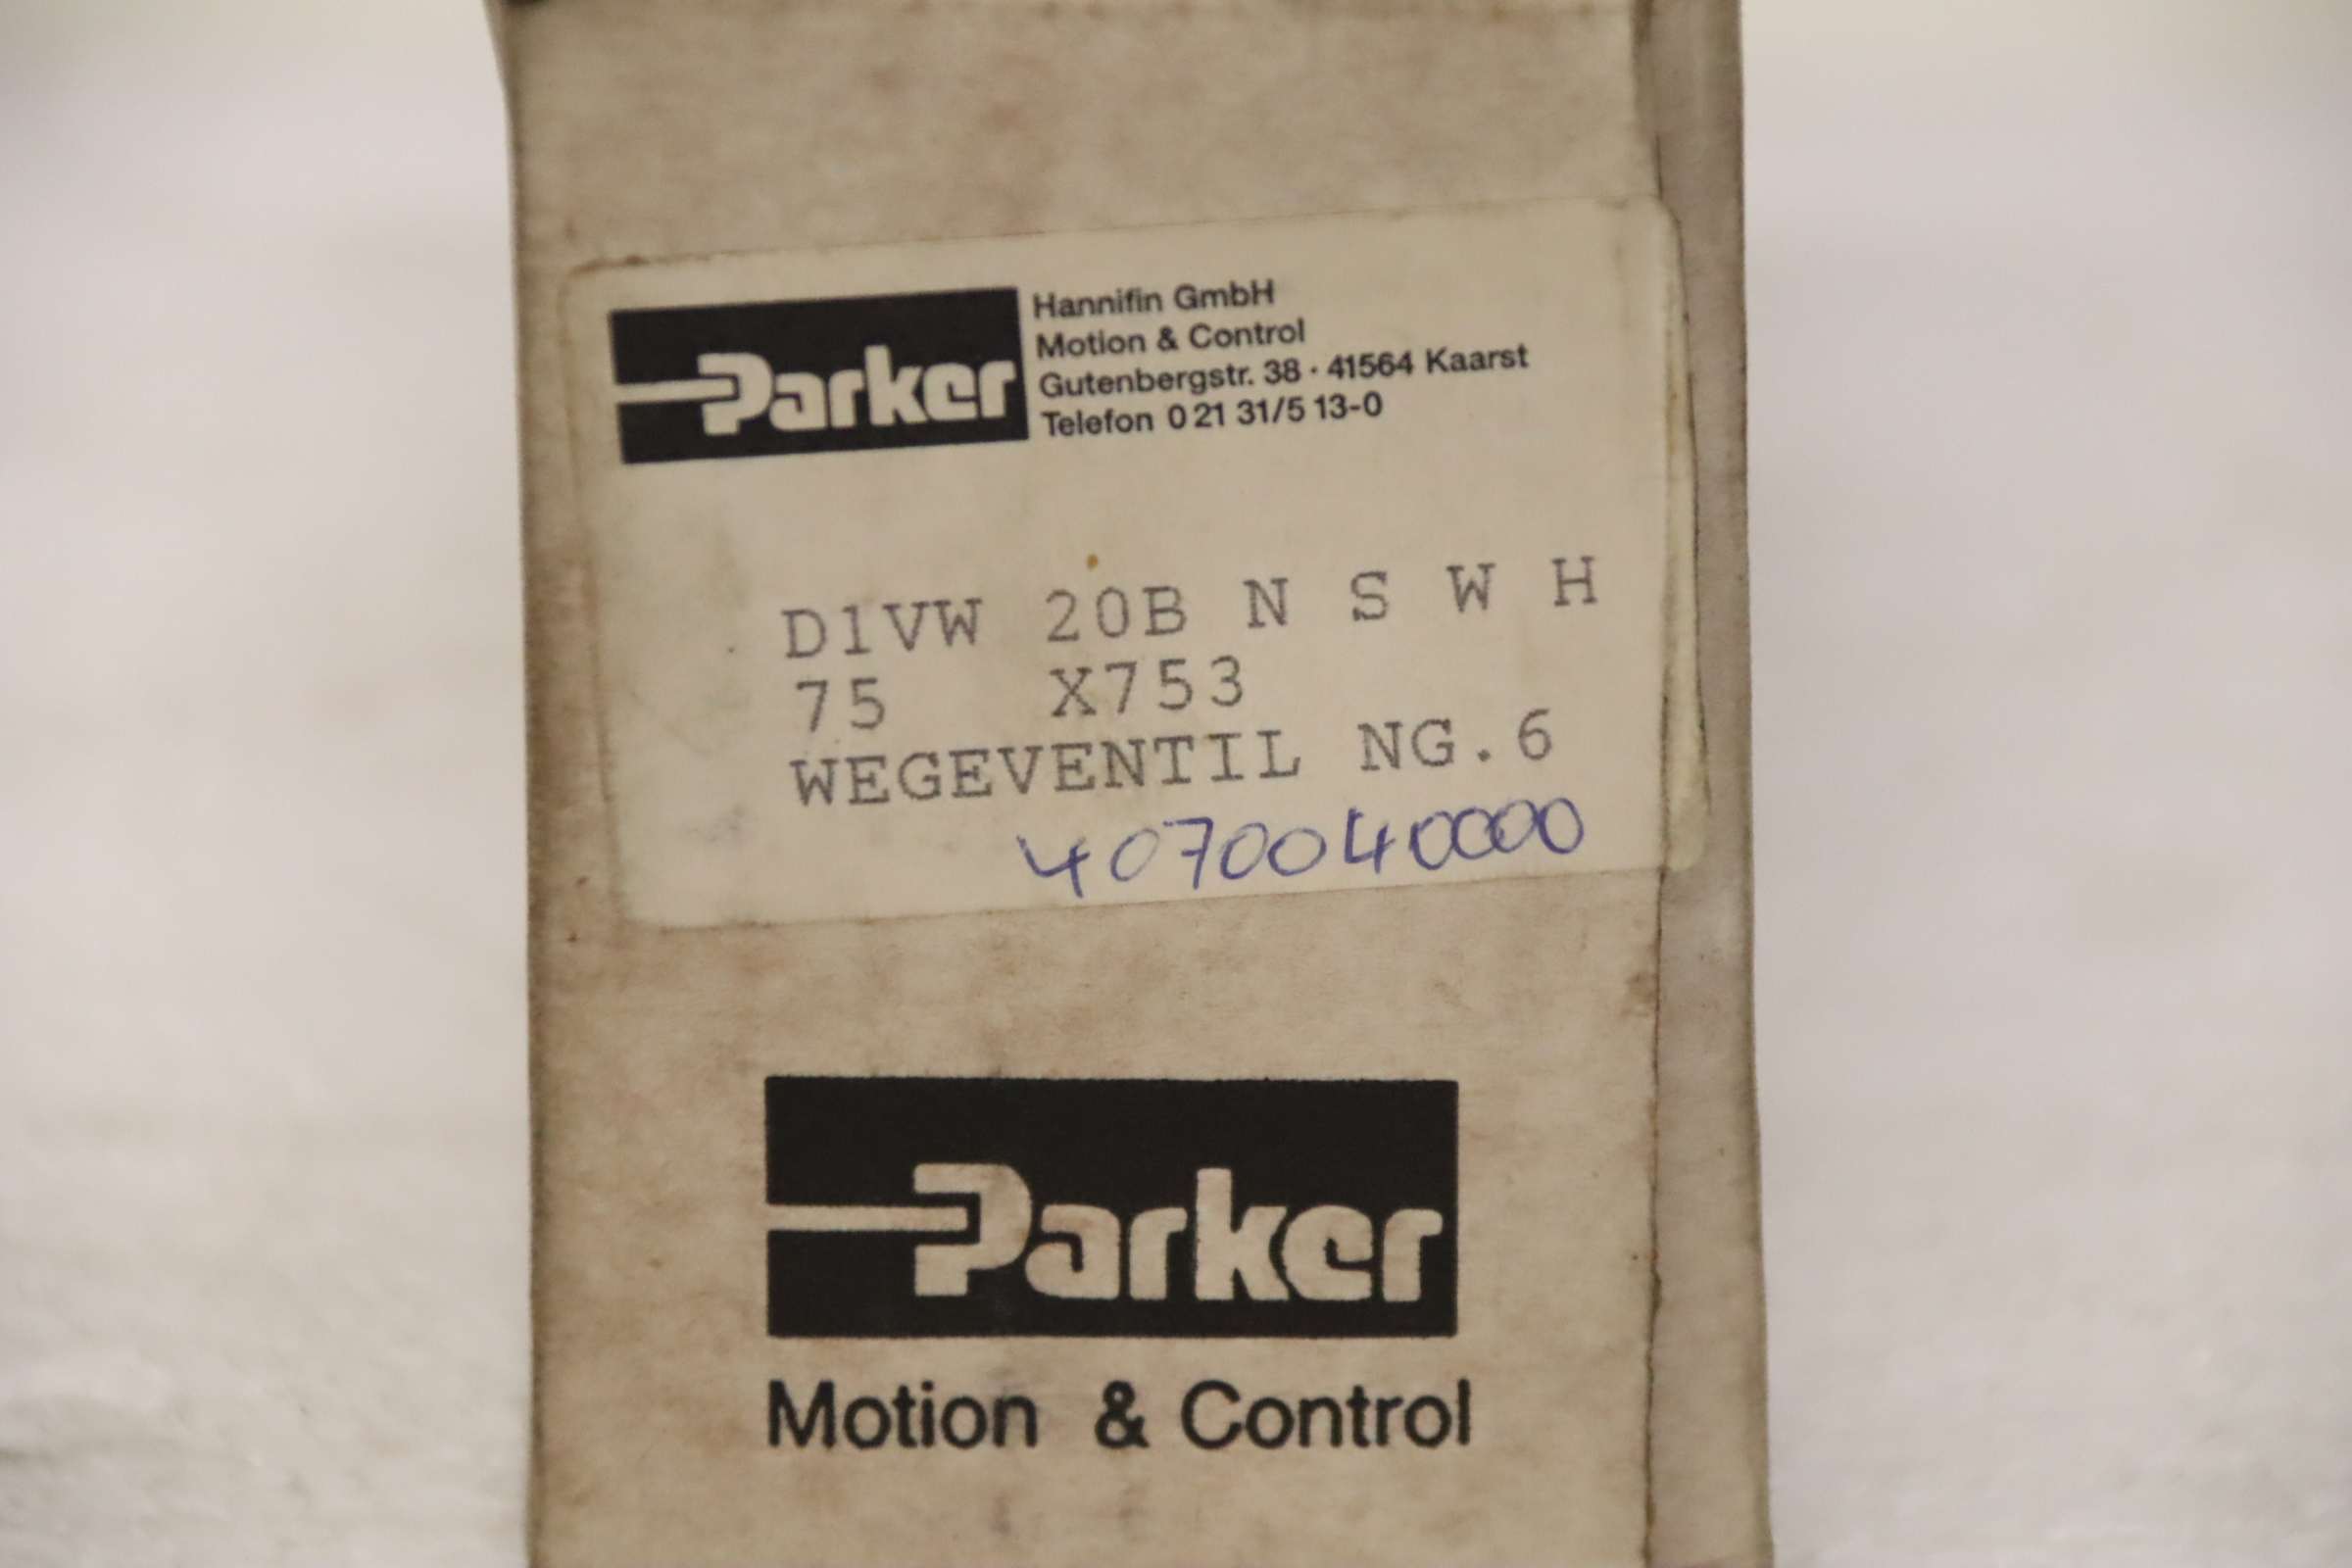 Parker
Hannifin GmbH
Motion & Control
Gutenbergstr. 38 · 41564 Kaarst
Telefon 0 21 31/5 13-0
D1VW 20B N S W H
75 X753
WEGEVENTIL NG.6
4070040000
Parker
Motion & Control